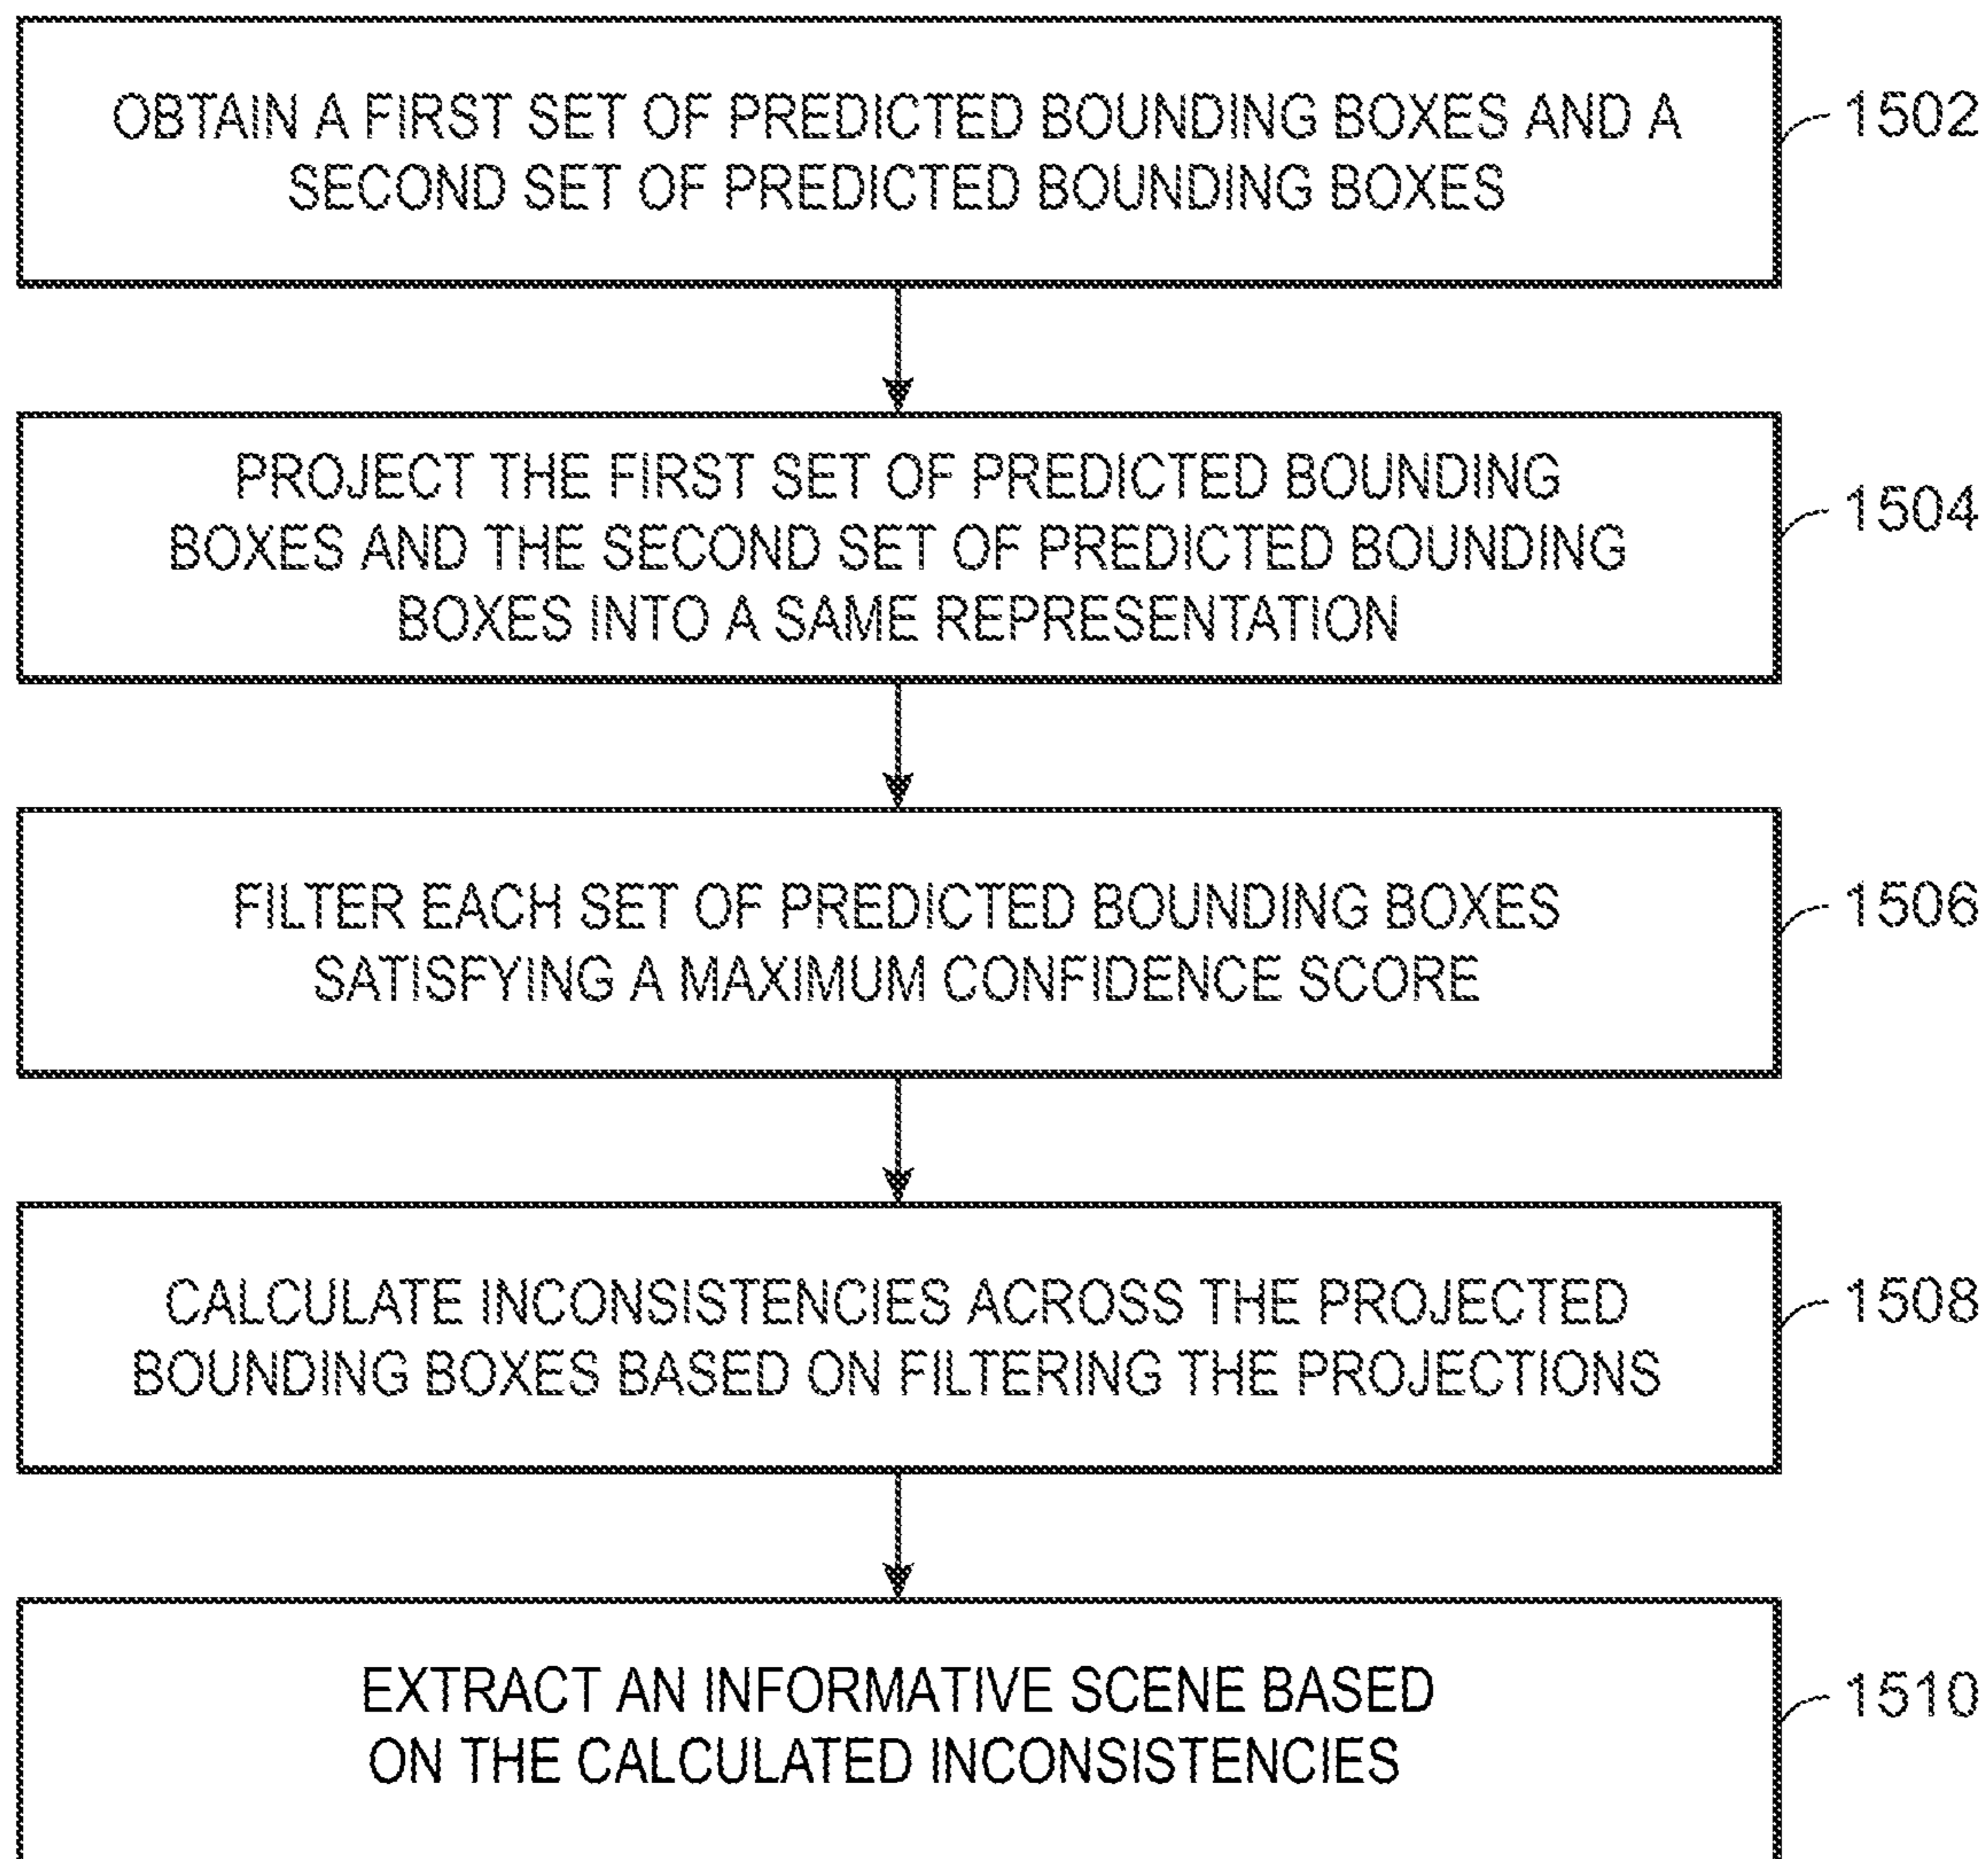 OBTAIN A FIRST SET OF PREDICTED BOUNDING BOXES AND A
SECOND SET OF PREDICTED BOUNDING BOXES
1502
PROJECT THE FIRST SET OF PREDICTED BOUNDING
BOXES AND THE SECOND SET OF PREDICTED BOUNDING
BOXES INTO A SAME REPRESENTATION
1504
FILTER EACH SET OF PREDICTED BOUNDING BOXES
SATISFYING A MAXIMUM CONFIDENCE SCORE
1506
CALCULATE INCONSISTENCIES ACROSS THE PROJECTED
BOUNDING BOXES BASED ON FILTERING THE PROJECTIONS
1508
EXTRACT AN INFORMATIVE SCENE BASED
ON THE CALCULATED INCONSISTENCIES
1510